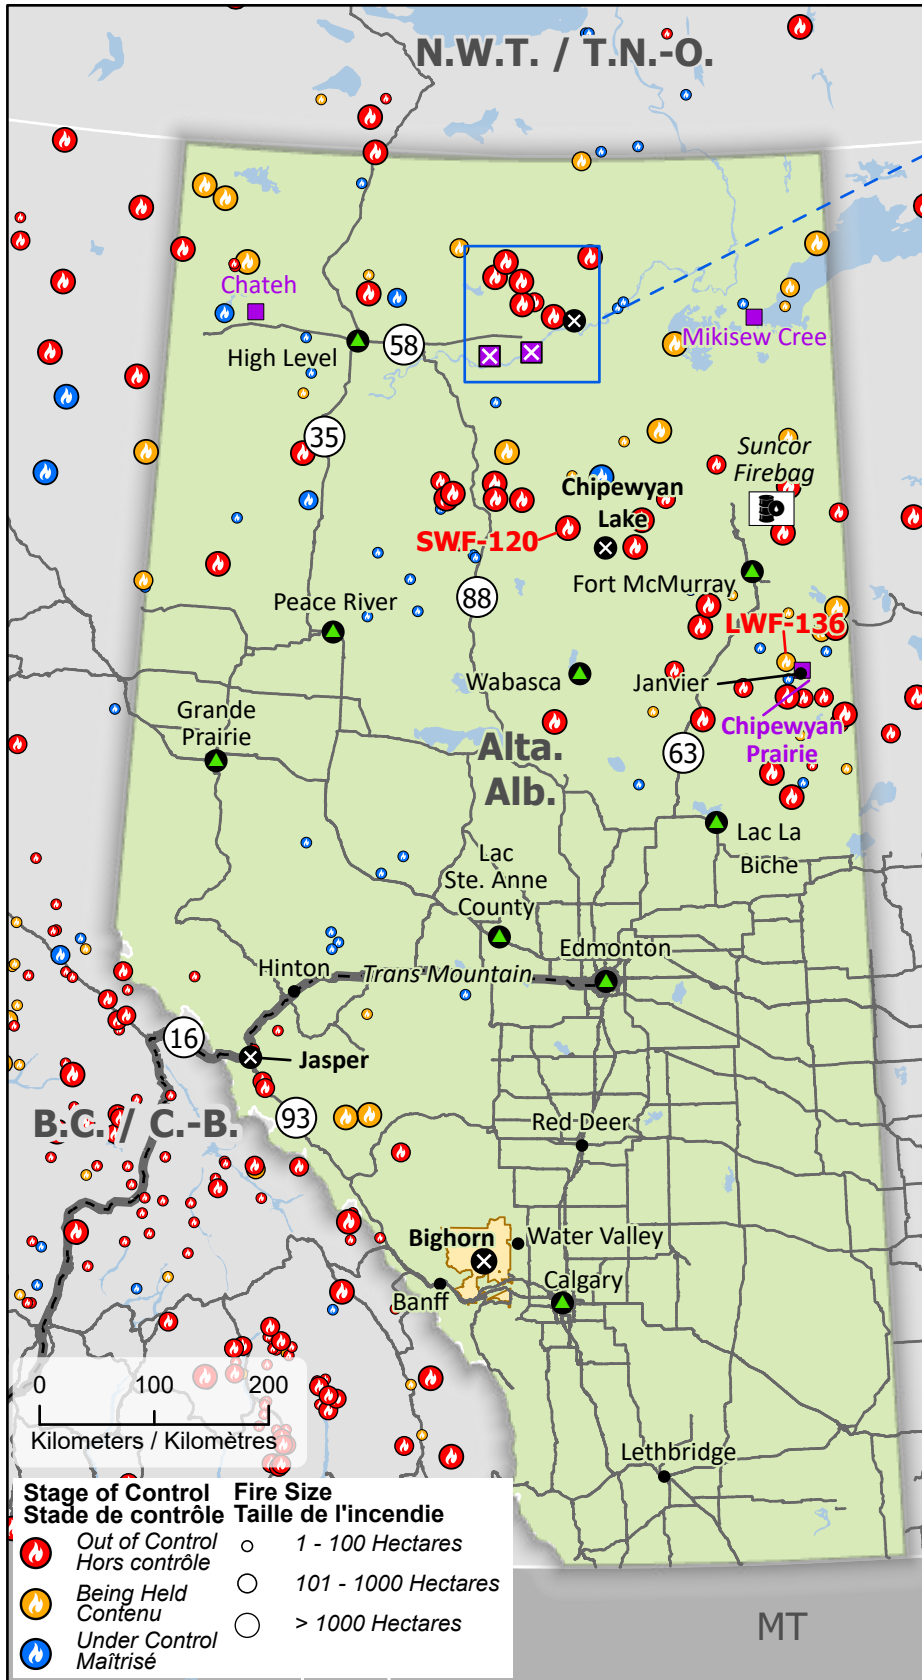 N.W.T. / T.N.-O.
Chateh
High Level
58
Mikisew Cree
35
Suncor
Firebag
Chipewyan
Lake
SWF-120
Fort McMurray
88
Peace River
LWF-136
Wabasca
Janvier
Grande
Prairie
Chipewyan
Prairie
Alta.
Alb.
63
Lac La
Biche
Lac
Ste. Anne
County
Edmonton
Hinton
Trans Mountain
16
Jasper
93
B.C. / C.-B.
Red Deer
Bighorn
Water Valley
Banff
Calgary
0 100 200
Kilometers / Kilomètres
Lethbridge
Stage of Control
Stade de contrôle
Out of Control
Hors contrôle
Being Held
Contenu
Under Control
Maîtrisé
Fire Size
Taille de l'incendie
1 - 100 Hectares
101 - 1000 Hectares
> 1000 Hectares
MT